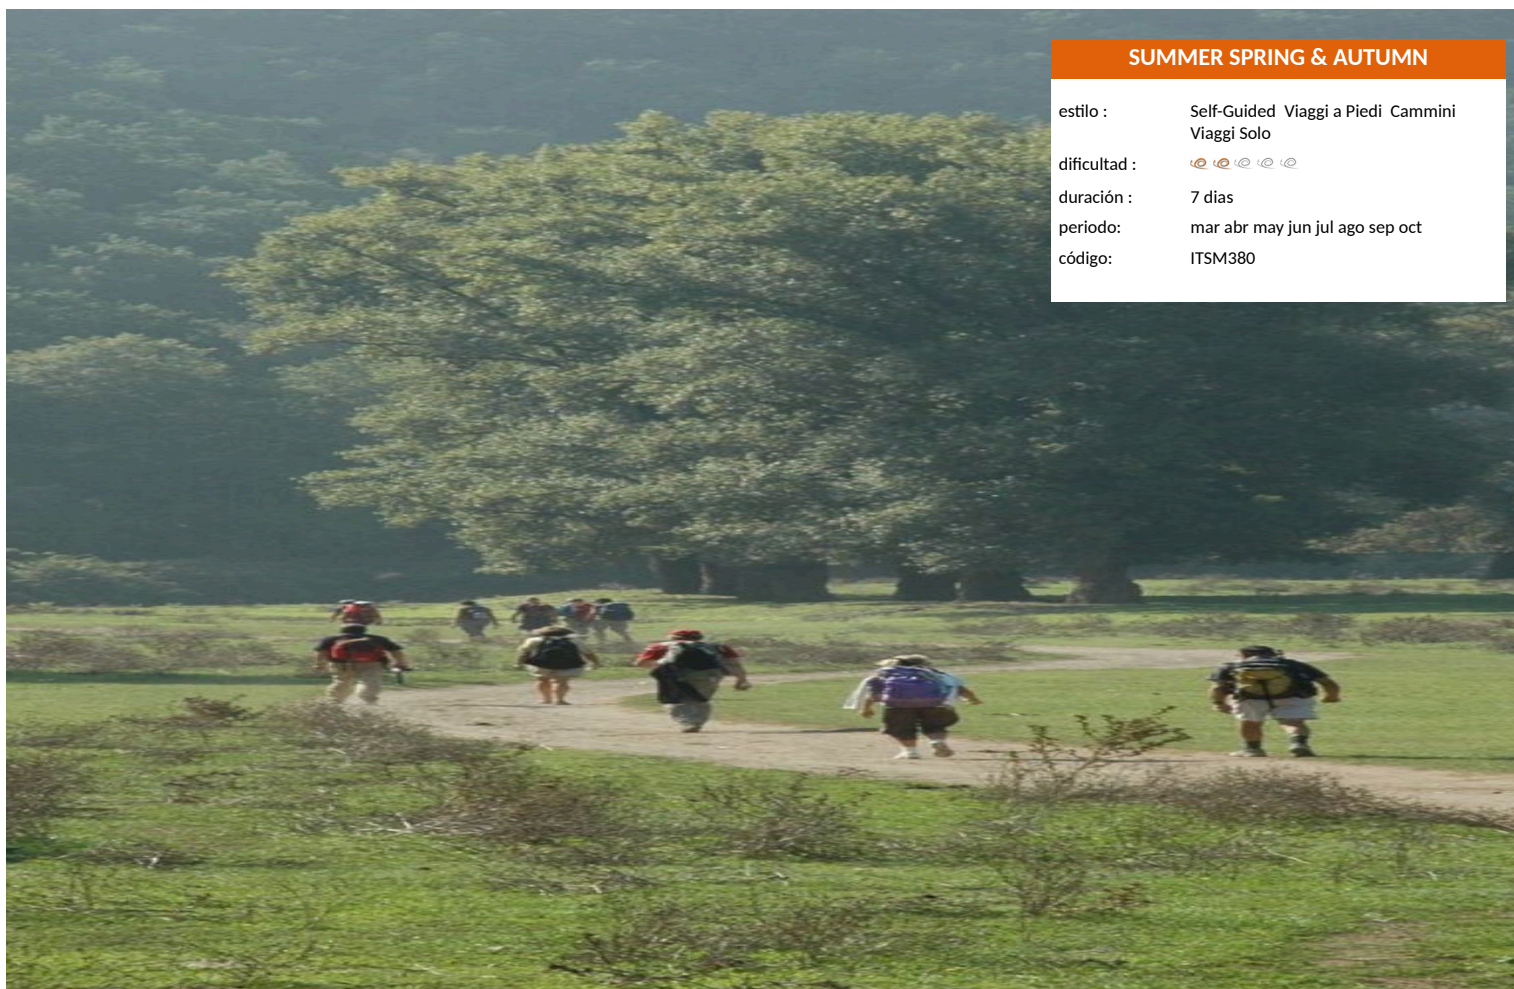 SUMMER SPRING & AUTUMN
estilo : Self-Guided Viaggi a Piedi Cammini
Viaggi Solo
dificultad :
duración : 7 dias
periodo: mar abr may jun jul ago sep oct
código: ITSM380